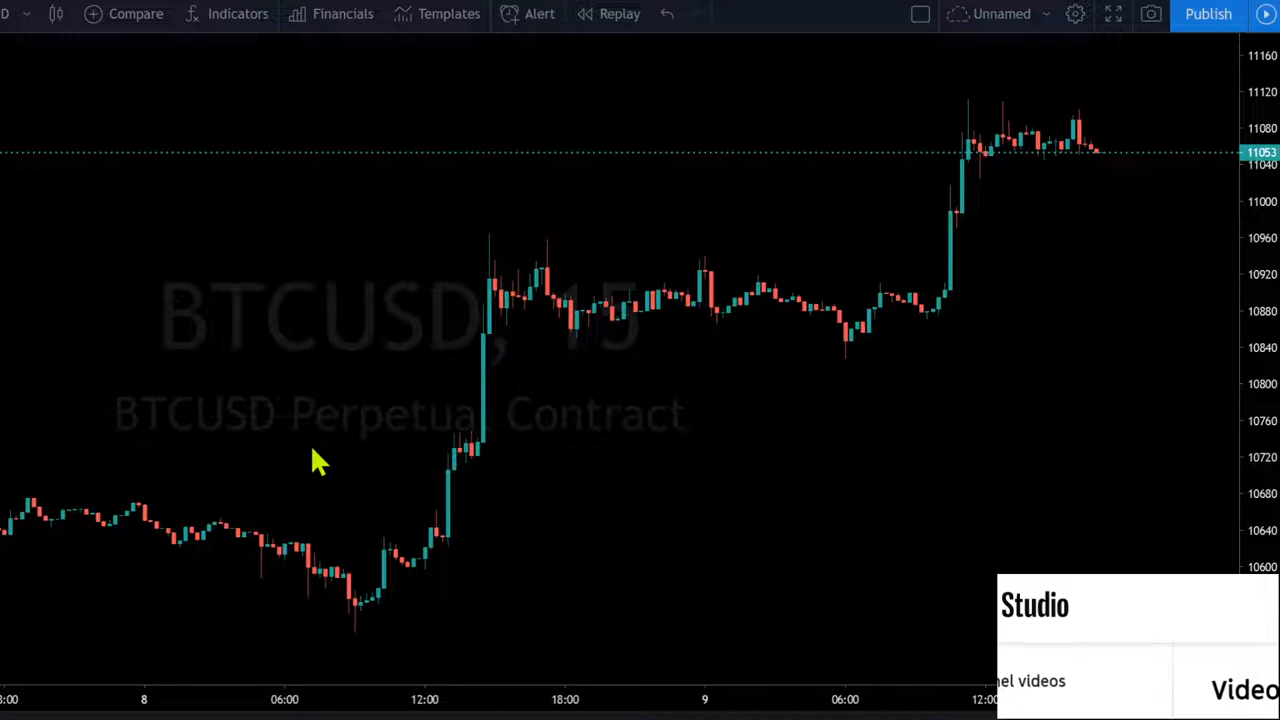 D Compare Indicators Financials Templates Alert Replay Unnamed Publish
11160
11120
11080
11053
11040
11000
10960
10920
10880
10840
10800
10760
10720
10680
10640
10600
BTCUSD, 15
BTCUSD Perpetual Contract
:00 8 06:00 12:00 18:00 9 06:00 12:0
Studio
nel videos
Video